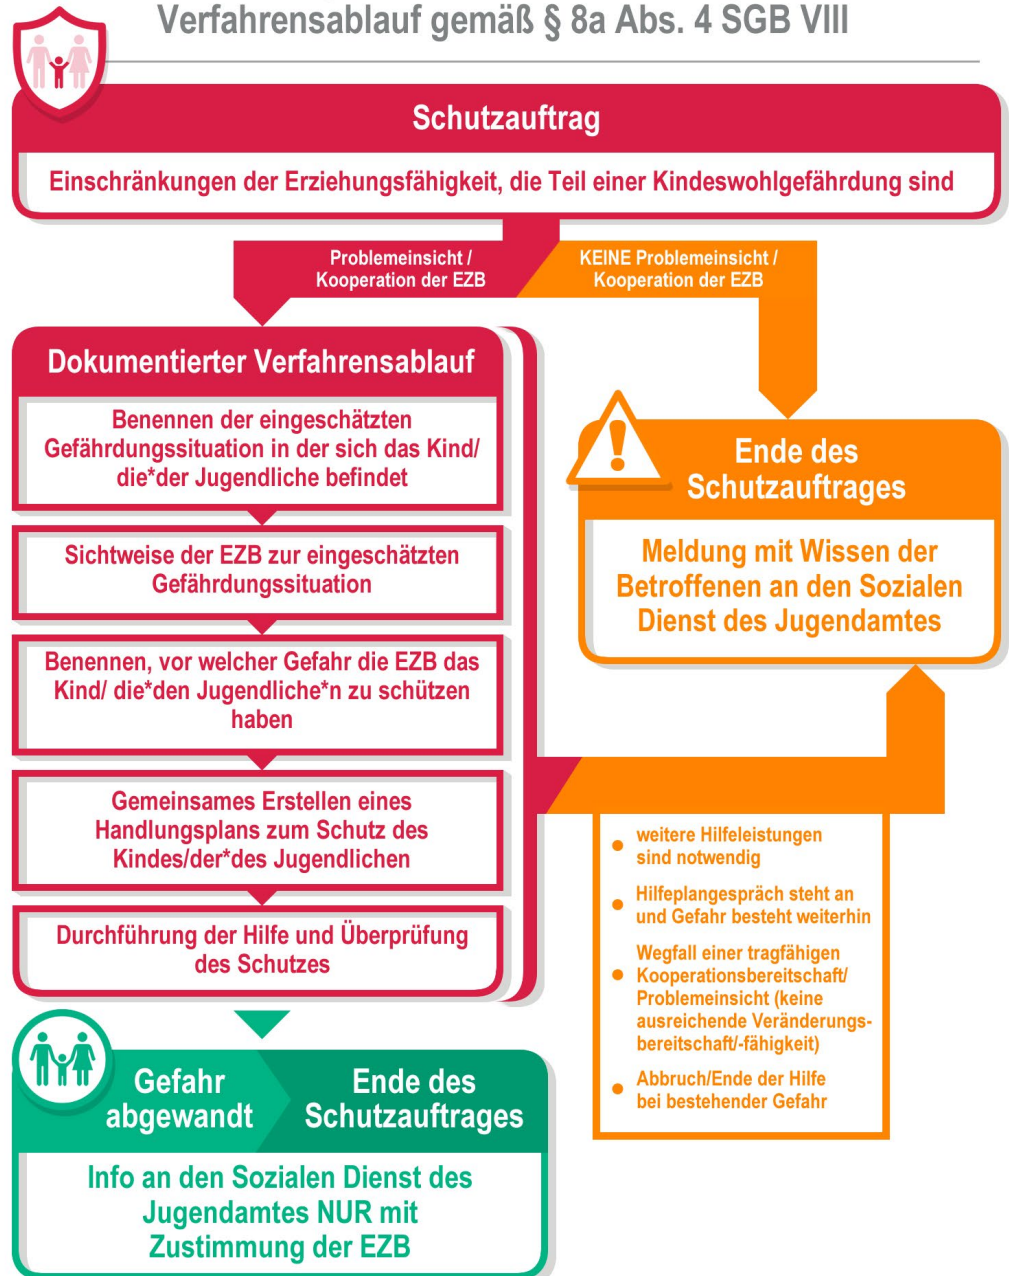 Verfahrensablauf gemäß § 8a Abs. 4 SGB VIII
Schutzauftrag
Einschränkungen der Erziehungsfähigkeit, die Teil einer Kindeswohlgefährdung sind
Problemeinsicht /
Kooperation der EZB
KEINE Problemeinsicht /
Kooperation der EZB
Dokumentierter Verfahrensablauf
Benennen der eingeschätzten
Gefährdungssituation in der sich das Kind/
die*der Jugendliche befindet
Sichtweise der EZB zur eingeschätzten
Gefährdungssituation
Benennen, vor welcher Gefahr die EZB das
Kind/ die*den Jugendliche*n zu schützen
haben
Gemeinsames Erstellen eines
Handlungsplans zum Schutz des
Kindes/der*des Jugendlichen
Durchführung der Hilfe und Überprüfung
des Schutzes
Ende des
Schutzauftrages
Meldung mit Wissen der
Betroffenen an den Sozialen
Dienst des Jugendamtes
● weitere Hilfeleistungen
sind notwendig
● Hilfeplangespräch steht an
und Gefahr besteht weiterhin
● Wegfall einer tragfähigen
Kooperationsbereitschaft/
Problemeinsicht (keine
ausreichende Veränderungs-
bereitschaft/-fähigkeit)
● Abbruch/Ende der Hilfe
bei bestehender Gefahr
Gefahr
abgewandt
Ende des
Schutzauftrages
Info an den Sozialen Dienst des
Jugendamtes NUR mit
Zustimmung der EZB